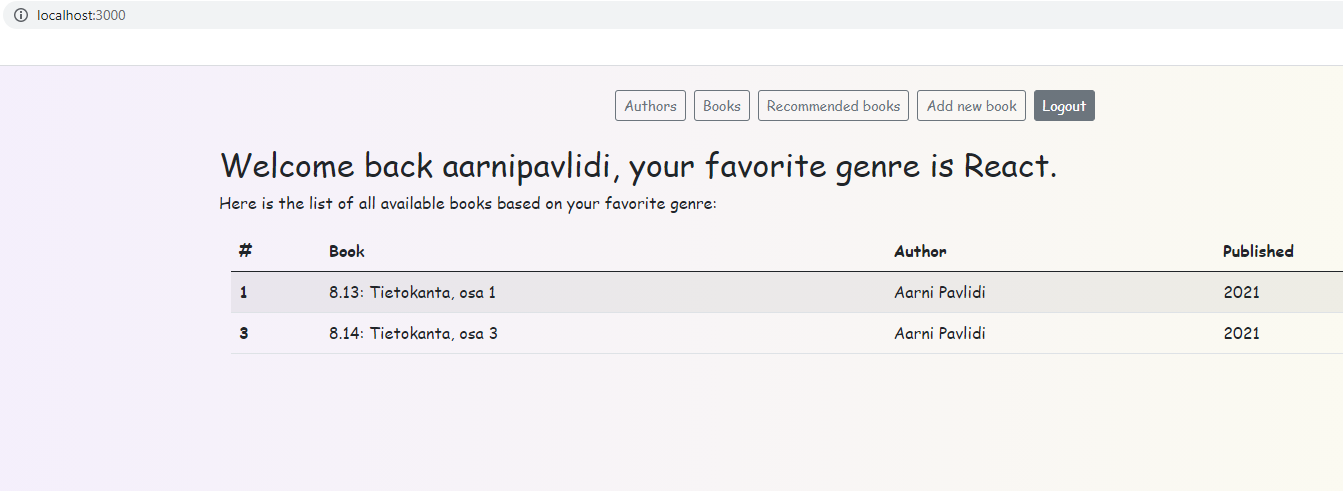 localhost:3000
Authors Books Recommended books Add new book Logout
Welcome back aarnipavlidi, your favorite genre is React.
Here is the list of all available books based on your favorite genre:
# Book Author Published
1 8.13: Tietokanta, osa 1 Aarni Pavlidi 2021
3 8.14: Tietokanta, osa 3 Aarni Pavlidi 2021